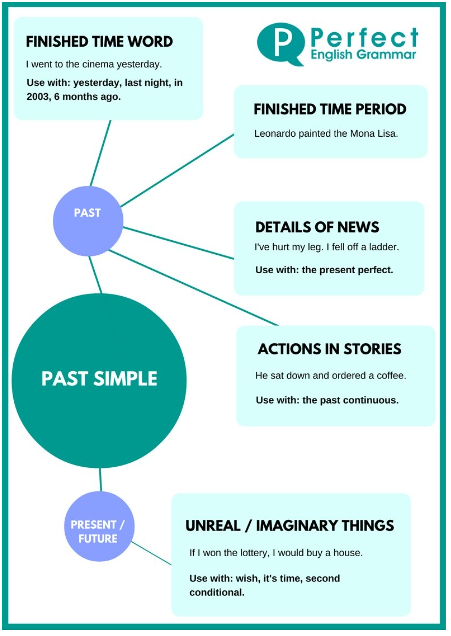 FINISHED TIME WORD
I went to the cinema yesterday.
Use with: yesterday, last night, in
2003, 6 months ago.
P Perfect
English Grammar
FINISHED TIME PERIOD
Leonardo painted the Mona Lisa.
PAST
DETAILS OF NEWS
I've hurt my leg. I fell off a ladder.
Use with: the present perfect.
ACTIONS IN STORIES
He sat down and ordered a coffee.
Use with: the past continuous.
PAST SIMPLE
PRESENT /
FUTURE
UNREAL / IMAGINARY THINGS
If I won the lottery, I would buy a house.
Use with: wish, it's time, second
conditional.